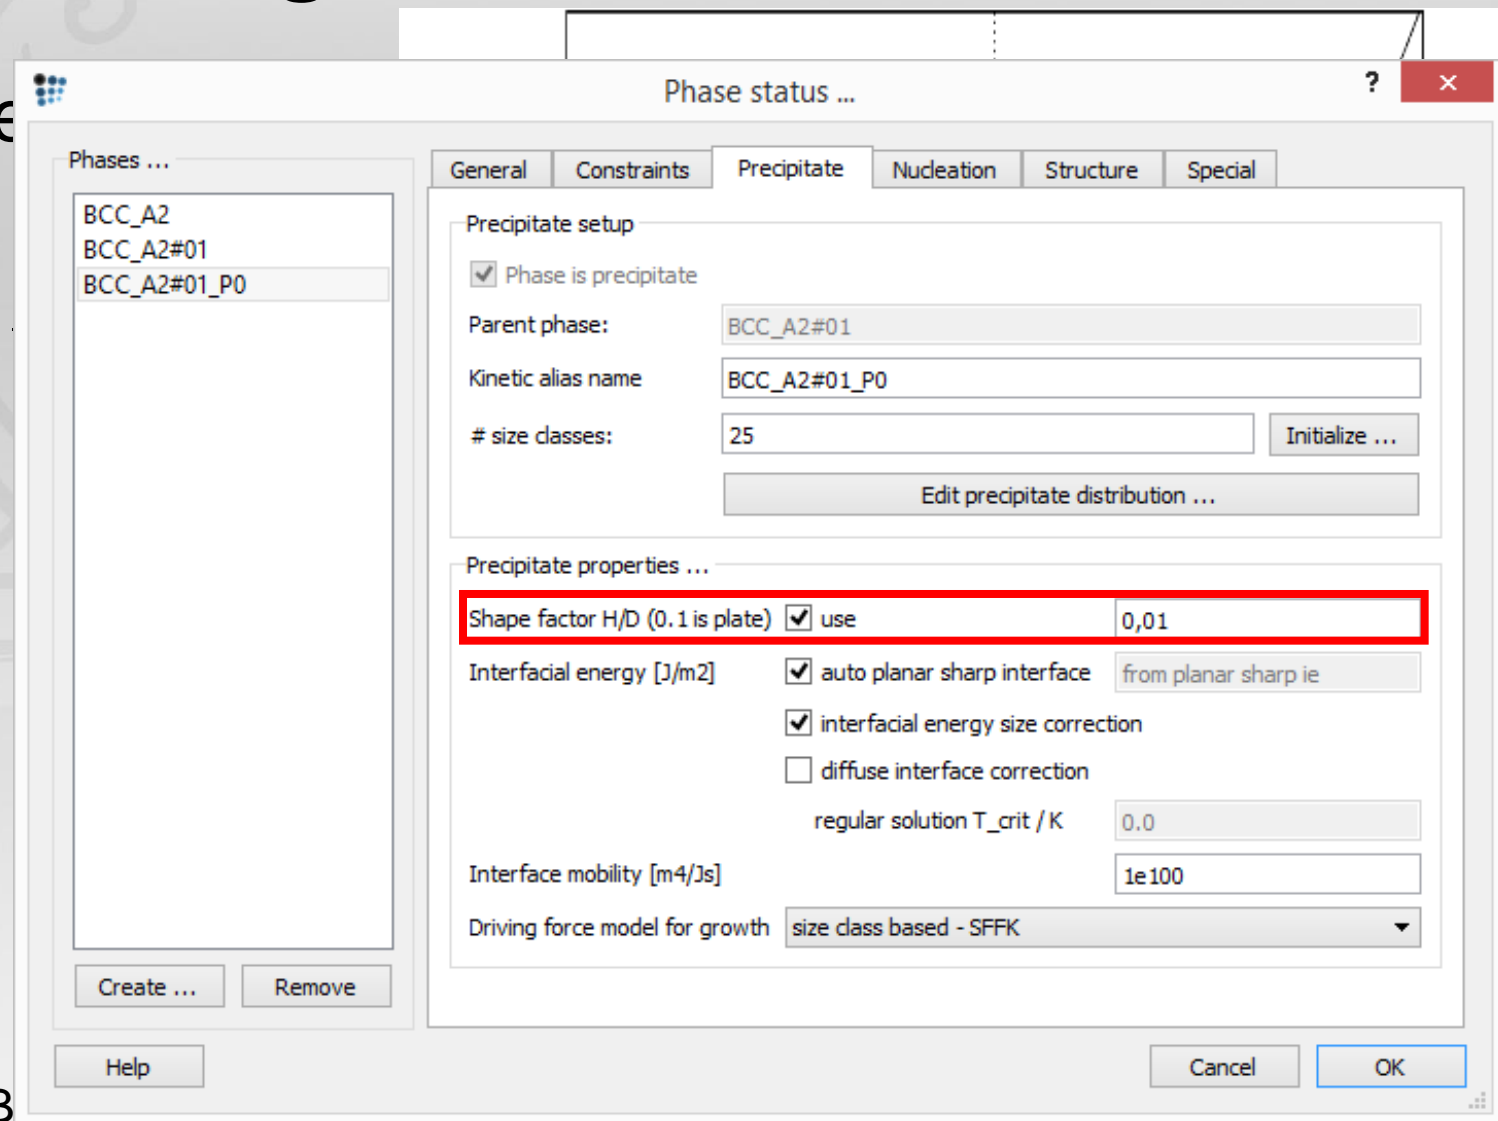 Phase status ...
?
Phases ...
BCC_A2
BCC_A2#01
BCC_A2#01_P0
Create ...
Remove
General
Constraints
Precipitate
Nucleation
Structure
Special
Precipitate setup
Phase is precipitate
Parent phase:
BCC_A2#01
Kinetic alias name
BCC_A2#01_P0
# size classes:
25
Initialize ...
Edit precipitate distribution ...
Precipitate properties ...
Shape factor H/D (0.1 is plate)
use
0,01
Interfacial energy [J/m2]
auto planar sharp interface
from planar sharp ie
interfacial energy size correction
diffuse interface correction
regular solution T_crit / K
0.0
Interface mobility [m4/Js]
1e100
Driving force model for growth
size class based - SFFK
Help
Cancel
OK